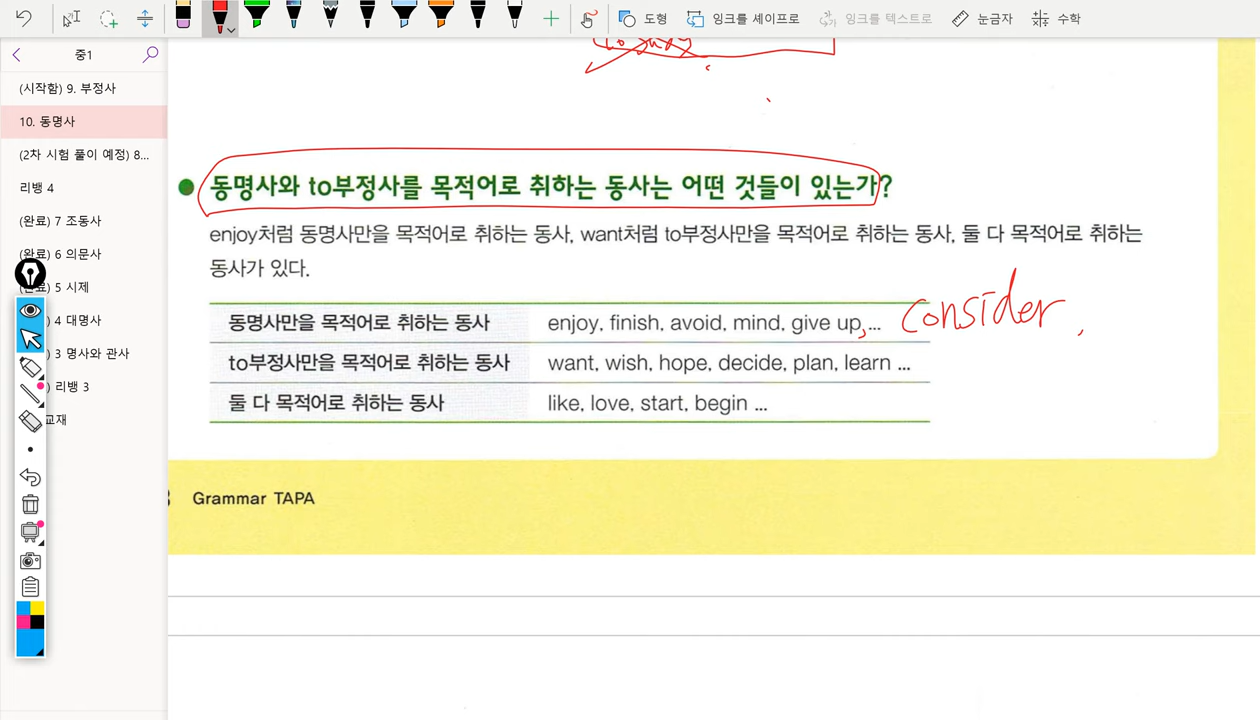 도형
잉크를 셰이프로
잉크를 텍스트로
눈금자
수학
중1
(시작함) 9. 부정사
10. 동명사
(2차 시험 풀이 예정) 8...
리뱅 4
(완료) 7 조동사
(완료) 6 의문사
5 시제
4 대명사
) 3 명사와 관사
) 리뱅 3
교재
동명사와 to부정사를 목적어로 취하는 동사는 어떤 것들이 있는가?
enjoy처럼 동명사만을 목적어로 취하는 동사, want처럼 to부정사만을 목적어로 취하는 동사, 둘 다 목적어로 취하는
동사가 있다.
동명사만을 목적어로 취하는 동사 enjoy, finish, avoid, mind, give up, ... consider,
to부정사만을 목적어로 취하는 동사 want, wish, hope, decide, plan, learn ...
둘 다 목적어로 취하는 동사 like, love, start, begin ...
Grammar TAPA